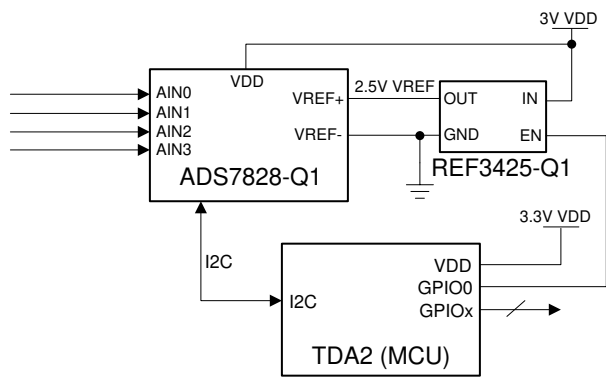 3V VDD
VDD
AIN0
AIN1
AIN2
AIN3
VREF+
VREF-
ADS7828-Q1
2.5V VREF
OUT
IN
GND
EN
REF3425-Q1
3.3V VDD
I2C
I2C
VDD
GPIO0
GPIOx
TDA2 (MCU)